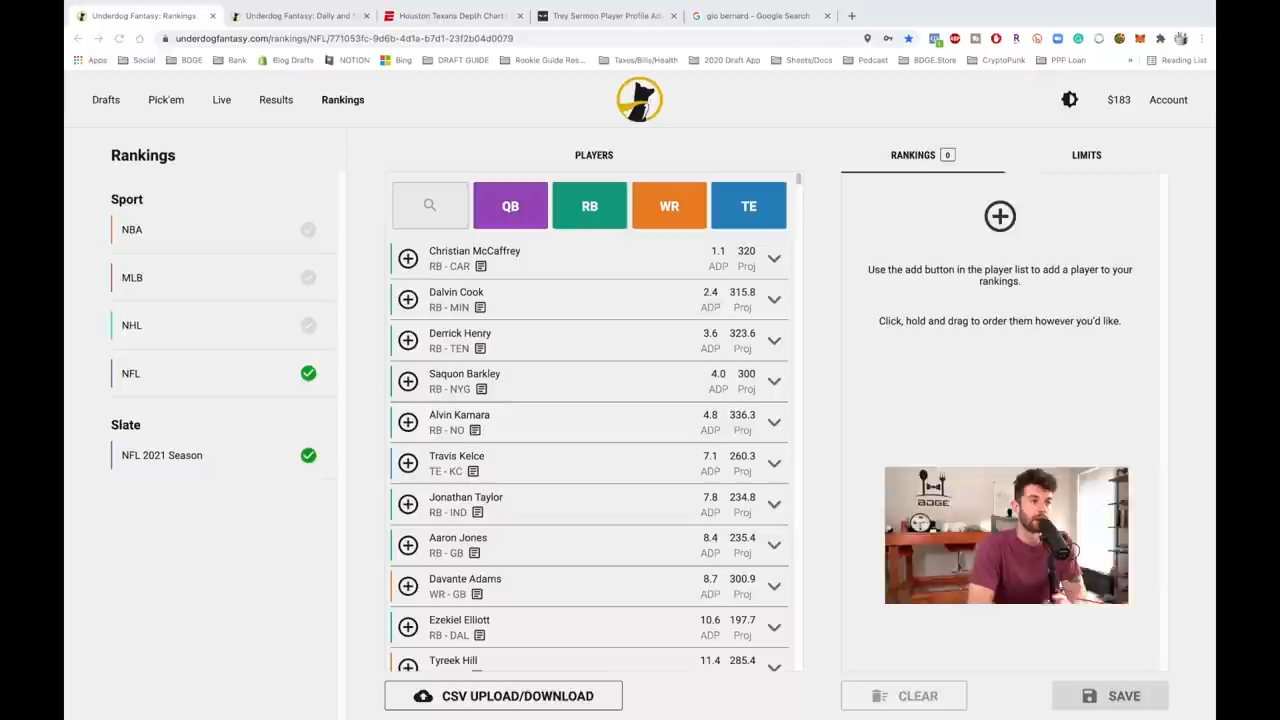 Underdog Fantasy: Rankings
Underdog Fantasy: Daily and S
Houston Texans Depth Chart |
Trey Sermon Player Profile Ad
gio bernard - Google Search
underdogfantasy.com/rankings/NFL/771053fc-9d6b-4d1a-b7d1-23f2b04d0079
Apps Social BDGE Bank Blog Drafts NOTION Bing DRAFT GUIDE Rookie Guide Res... Taxes/Bills/Health 2020 Draft App Sheets/Docs Podcast BDGE.Store CryptoPunk PPP Loan » Reading List
Drafts Pick'em Live Results Rankings $183 Account
Rankings
Sport
NBA
MLB
NHL
NFL
Slate
NFL 2021 Season
PLAYERS
QB RB WR TE
Christian McCaffrey 1.1 320
RB - CAR ADP Proj
Dalvin Cook 2.4 315.8
RB - MIN ADP Proj
Derrick Henry 3.6 323.6
RB - TEN ADP Proj
Saquon Barkley 4.0 300
RB - NYG ADP Proj
Alvin Kamara 4.8 336.3
RB - NO ADP Proj
Travis Kelce 7.1 260.3
TE - KC ADP Proj
Jonathan Taylor 7.8 234.8
RB - IND ADP Proj
Aaron Jones 8.4 235.4
RB - GB ADP Proj
Davante Adams 8.7 300.9
WR - GB ADP Proj
Ezekiel Elliott 10.6 197.7
RB - DAL ADP Proj
Tyreek Hill 11.4 285.4
CSV UPLOAD/DOWNLOAD
RANKINGS 0 LIMITS
Use the add button in the player list to add a player to your
rankings.
Click, hold and drag to order them however you'd like.
BDGE
CLEAR SAVE